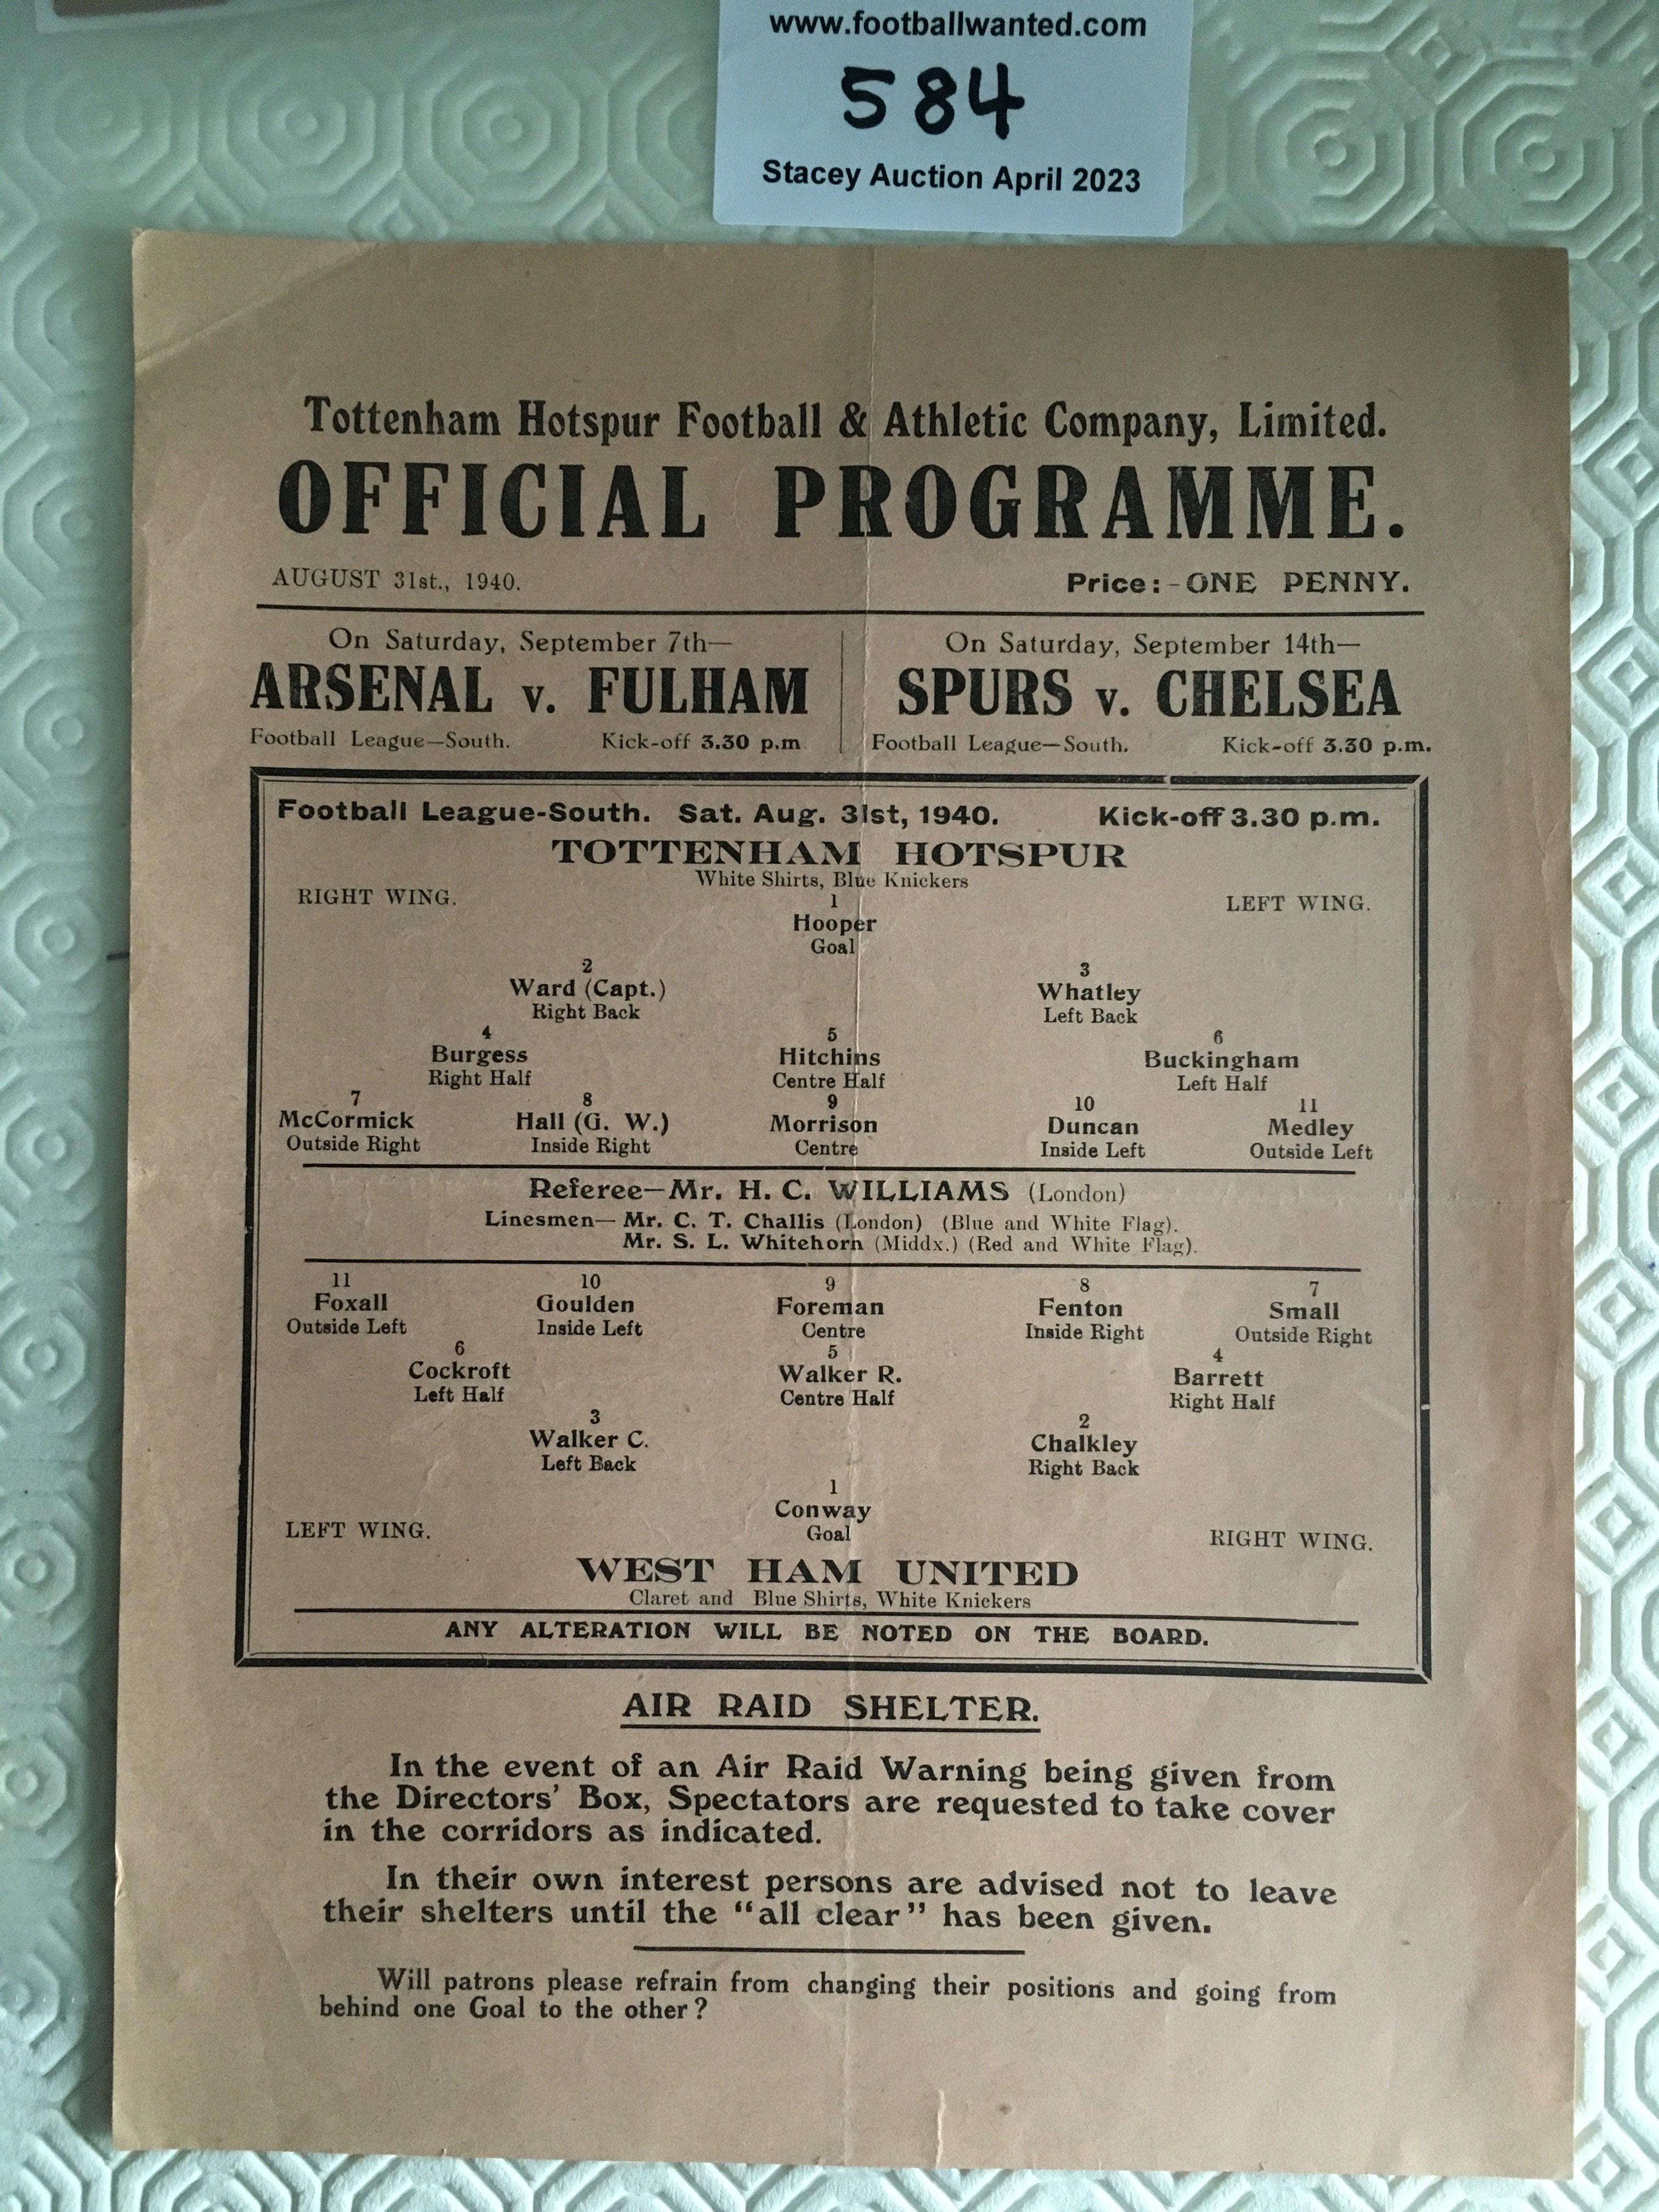 www.footballwanted.com
584
Stacey Auction April 2023
Tottenham Hotspur Football & Athletic Company, Limited.
OFFICIAL PROGRAMME.
AUGUST 31st., 1940. Price:-ONE PENNY.
On Saturday, September 7th— On Saturday, September 14th—
ARSENAL v. FULHAM SPURS v. CHELSEA
Football League—South. Kick-off 3.30 p.m. Football League—South. Kick-off 3.30 p.m.
Football League-South. Sat. Aug. 31st, 1940. Kick-off 3.30 p.m.
TOTTENHAM HOTSPUR
White Shirts, Blue Knickers
RIGHT WING. 1 LEFT WING.
Hooper
Goal
2 3
Ward (Capt.) Whatley
Right Back Left Back
4 5 6
Burgess Hitchins Buckingham
Right Half Centre Half Left Half
7 8 9 10 11
McCormick Hall (G. W.) Morrison Duncan Medley
Outside Right Inside Right Centre Inside Left Outside Left
Referee—Mr. H. C. WILLIAMS (London)
Linesmen— Mr. C. T. Challis (London) (Blue and White Flag).
Mr. S. L. Whitehorn (Middx.) (Red and White Flag).
11 10 9 8 7
Foxall Goulden Foreman Fenton Small
Outside Left Inside Left Centre Inside Right Outside Right
6 5 4
Cockroft Walker R. Barrett
Left Half Centre Half Right Half
3 2
Walker C. Chalkley
Left Back Right Back
1
Conway
LEFT WING. Goal RIGHT WING.
WEST HAM UNITED
Claret and Blue Shirts, White Knickers
ANY ALTERATION WILL BE NOTED ON THE BOARD.
AIR RAID SHELTER.
In the event of an Air Raid Warning being given from
the Directors' Box, Spectators are requested to take cover
in the corridors as indicated.
In their own interest persons are advised not to leave
their shelters until the "all clear" has been given.
Will patrons please refrain from changing their positions and going from
behind one Goal to the other?